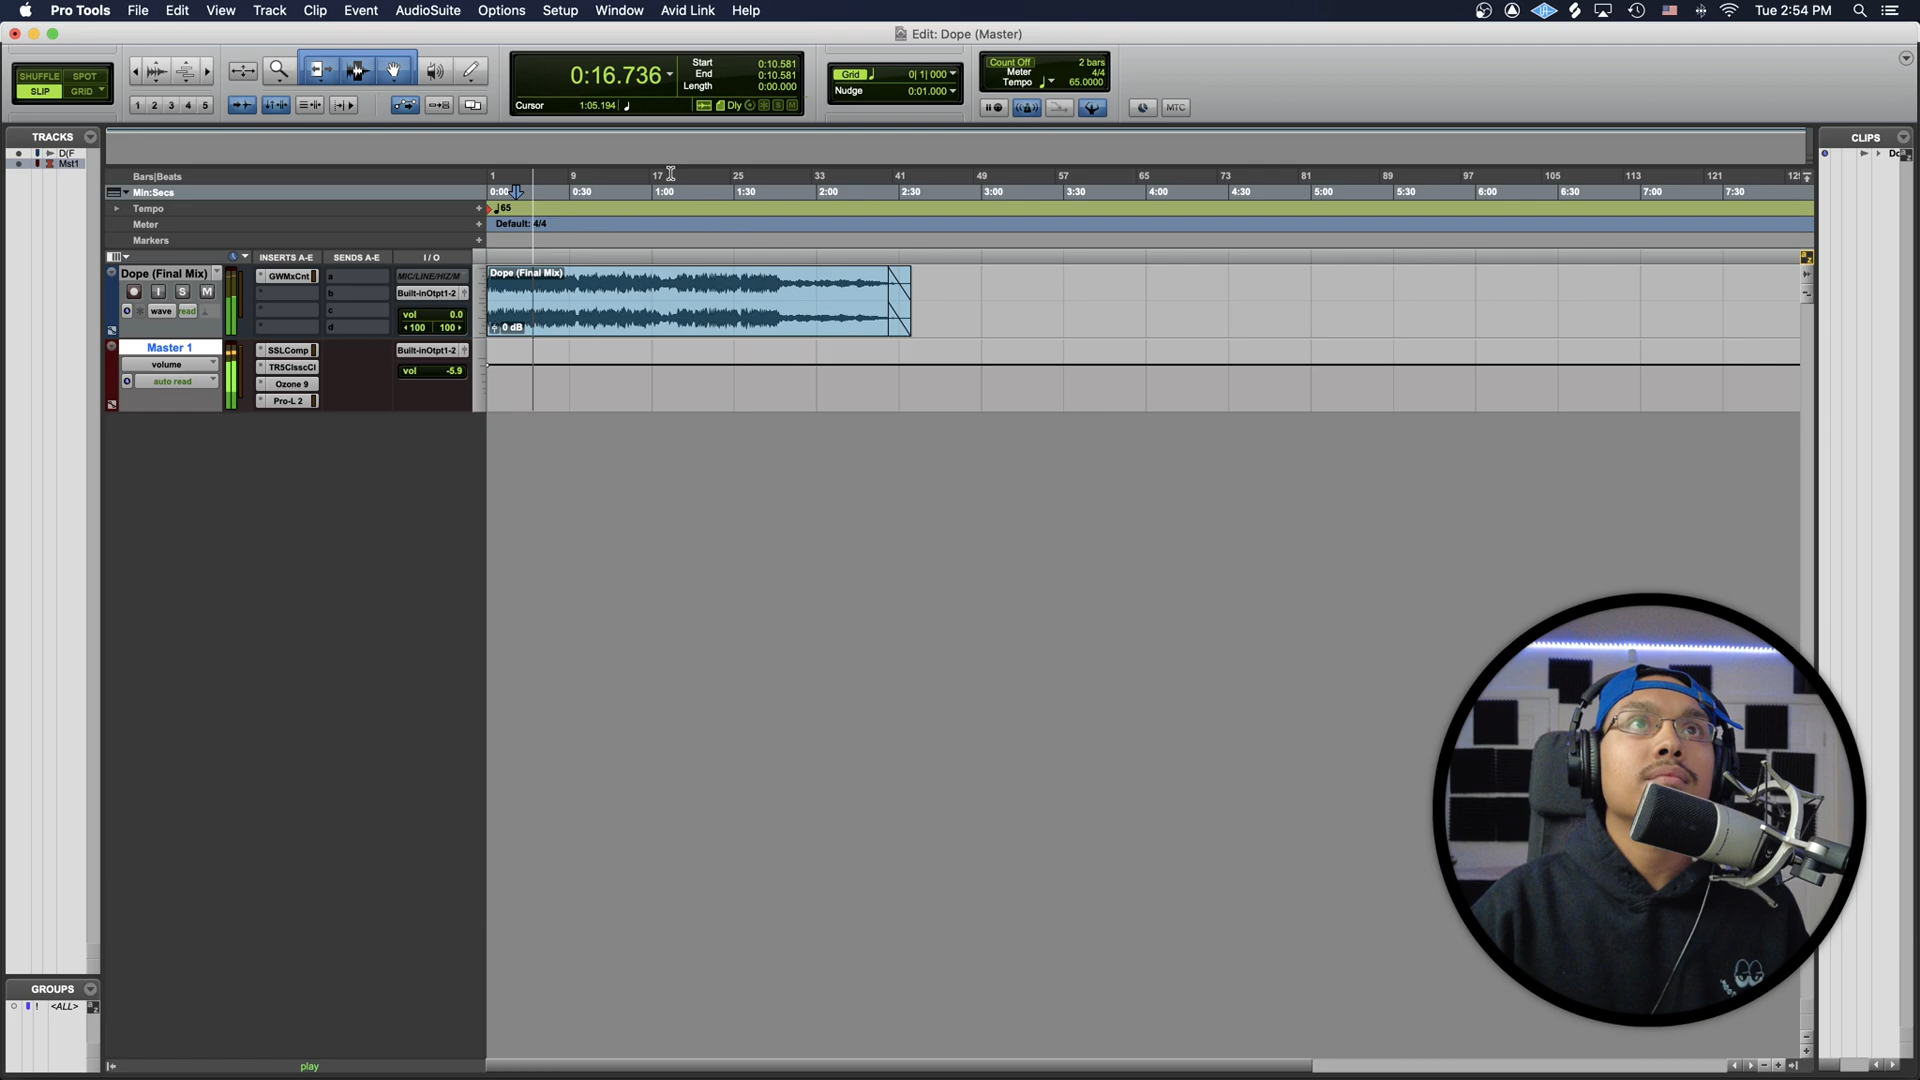 Pro Tools File Edit View Track Clip Event AudioSuite Options Setup Window Avid Link Help Tue 2:54 PM
Edit: Dope (Master)
SHUFFLE SPOT
SLIP GRID
1 2 3 4 5
0:16.736
Start 0:10.581
End 0:10.581
Length 0:00.000
Cursor 1:05.194 Dly
Grid 0| 1| 000
Nudge 0:01.000
Count Off 2 bars
Meter 4/4
Tempo 65.0000
MTC
TRACKS
D(F
Mst1
CLIPS
Bars|Beats 1 9 17 25 33 41 49 57 65 73 81 89 97 105 113 121
Min:Secs 0:00 0:30 1:00 1:30 2:00 2:30 3:00 3:30 4:00 4:30 5:00 5:30 6:00 6:30 7:00 7:30
Tempo 65
Meter Default: 4/4
Markers
INSERTS A-E SENDS A-E I / O
Dope (Final Mix) GWMxCnt a MIC/LINE/HIZ/M
I S M b Built-inOtpt1-2
wave read c vol 0.0
d 100 100
Dope (Final Mix)
0 dB
Master 1 SSLComp Built-inOtpt1-2
volume TR5ClsscCl vol -5.9
auto read Ozone 9
Pro-L 2
GROUPS
! <ALL>
play